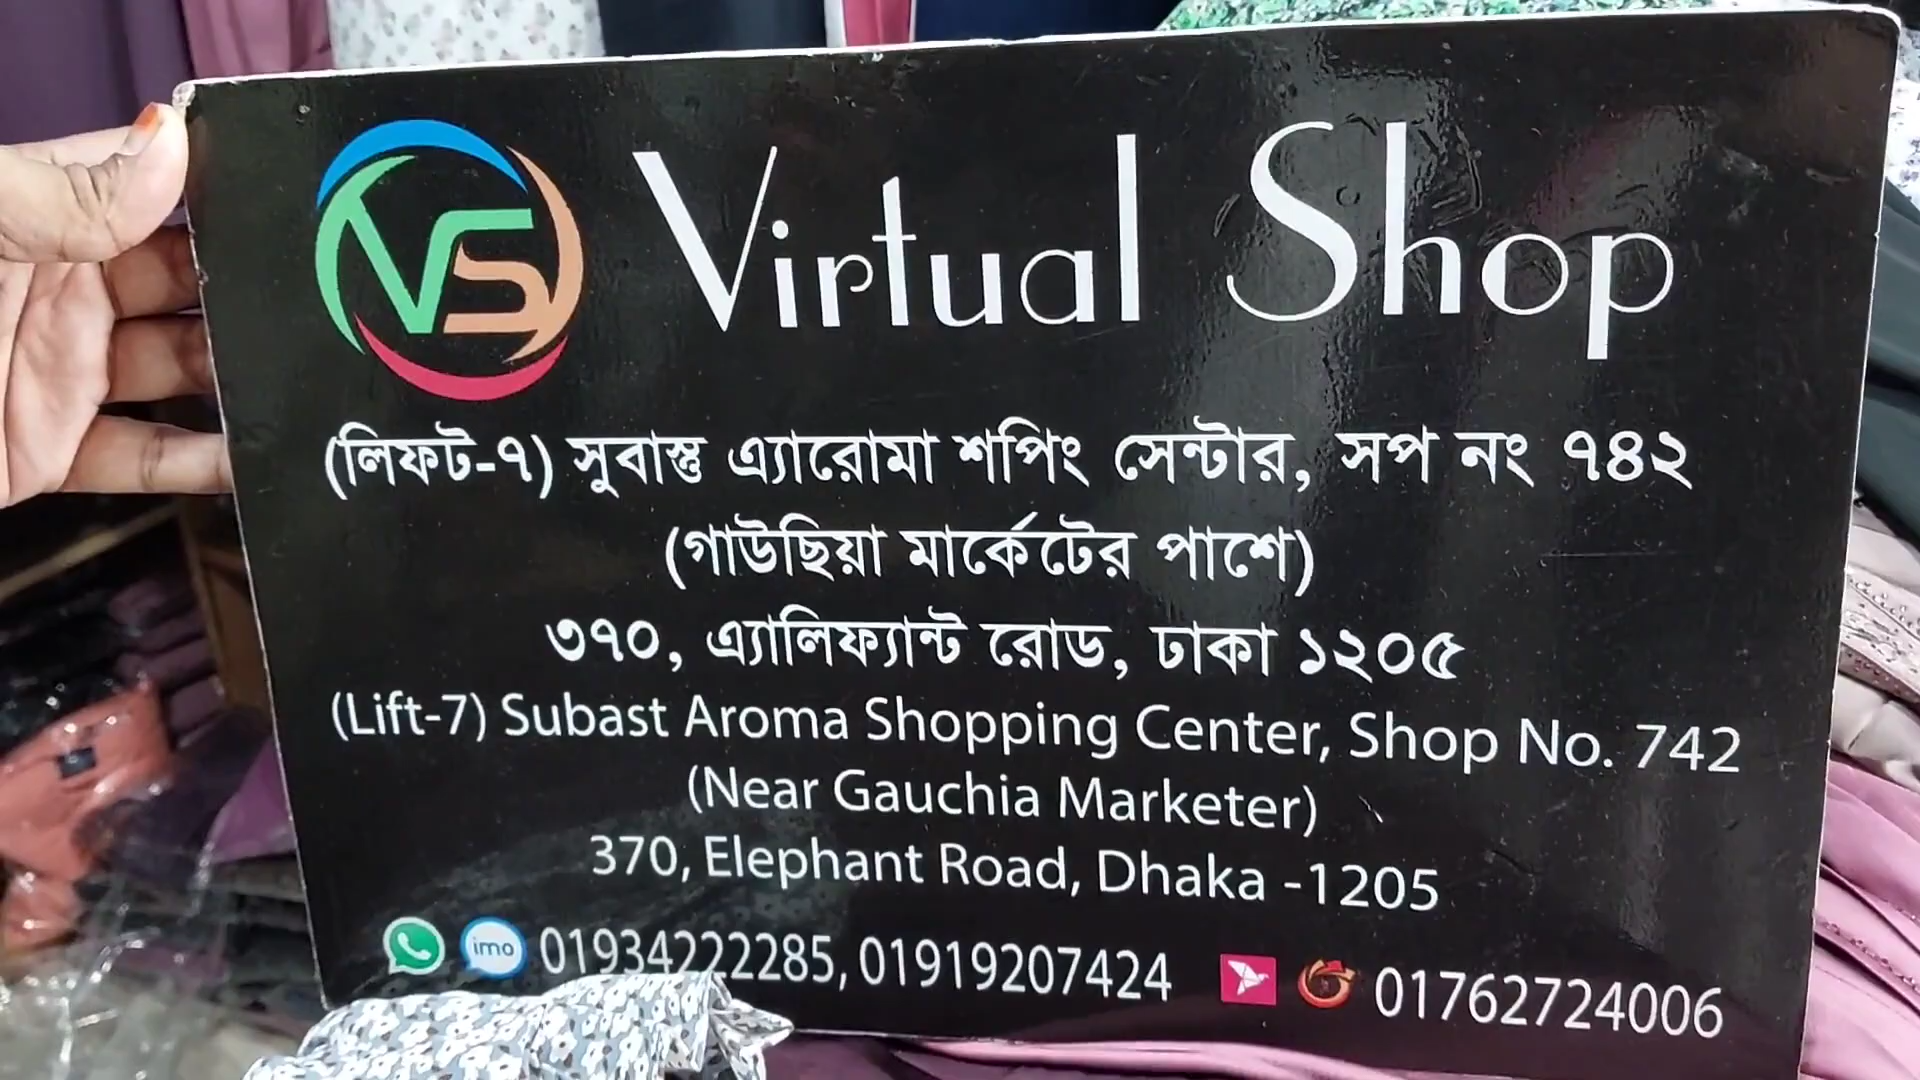 VS Virtual Shop
(লিফট-৭) সুবাস্তু এ্যারোমা শপিং সেন্টার, সপ নং ৭৪২
(গাউছিয়া মার্কেটের পাশে)
৩৭০, এ্যালিফ্যান্ট রোড, ঢাকা ১২০৫
(Lift-7) Subast Aroma Shopping Center, Shop No. 742
(Near Gauchia Marketer)
370, Elephant Road, Dhaka -1205
imo 01934222285, 01919207424 01762724006